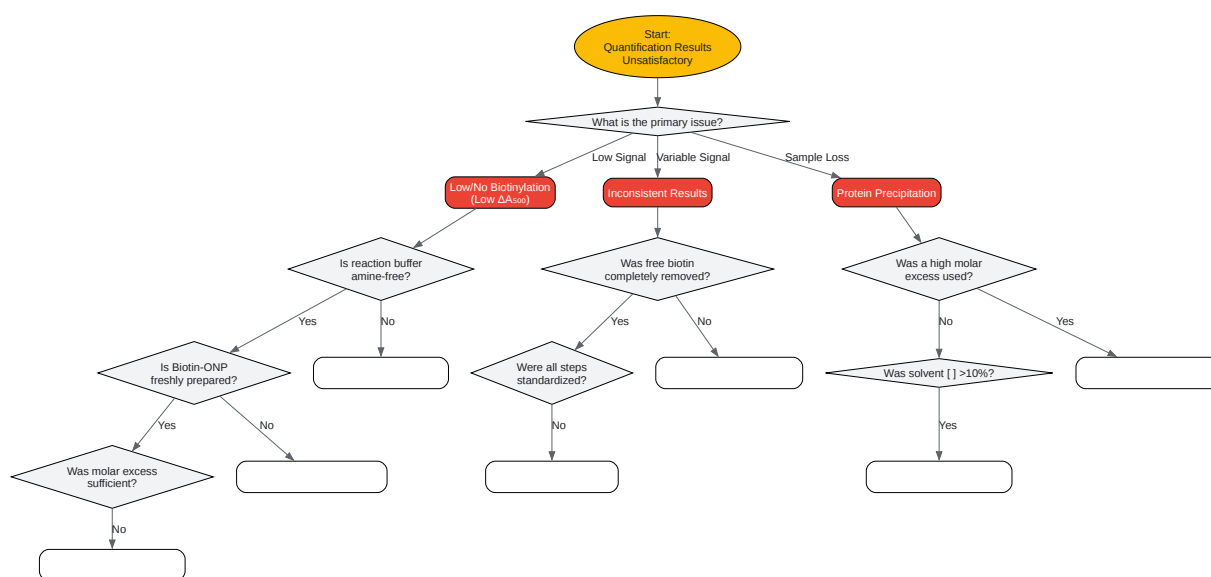 Start:
Quantification Results
Unsatisfactory
What is the primary issue?
Low Signal
Variable Signal
Sample Loss
Low/No Biotinylation
(Low ΔA₅₀₀)
Inconsistent Results
Protein Precipitation
Is reaction buffer
amine-free?
Was free biotin
completely removed?
Was a high molar
excess used?
Yes
No
Yes
No
No
Yes
Is Biotin-ONP
freshly prepared?
Were all steps
standardized?
Was solvent [ ] >10%?
Yes
No
No
Yes
Was molar excess
sufficient?
No